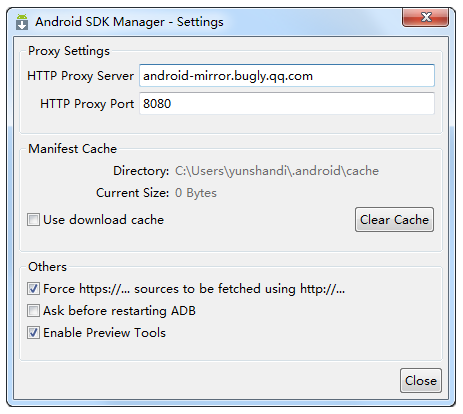 Android SDK Manager - Settings
Proxy Settings
HTTP Proxy Server android-mirror.bugly.qq.com
HTTP Proxy Port 8080
Manifest Cache
Directory: C:\Users\yunshandi\.android\cache
Current Size: 0 Bytes
Use download cache Clear Cache
Others
Force https://... sources to be fetched using http://...
Ask before restarting ADB
Enable Preview Tools
Close